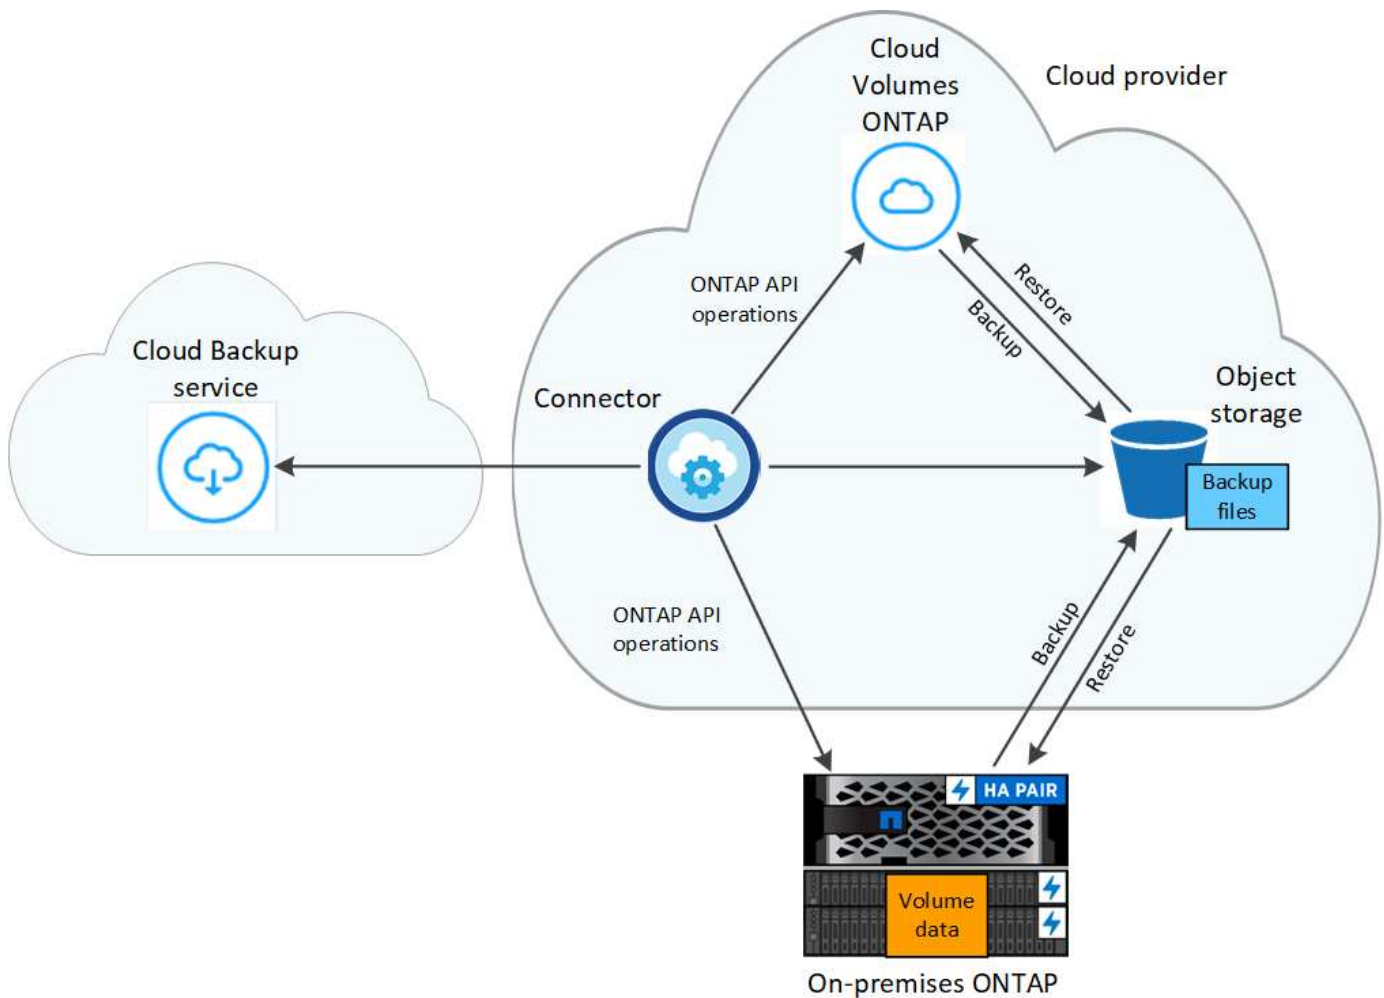 Cloud
Volumes
ONTAP
Cloud provider
ONTAP API
operations
Restore
Backup
Cloud Backup
service
Connector
Object
storage
Backup
files
ONTAP API
operations
Backup
Restore
HA PAIR
Volume
data
On-premises ONTAP